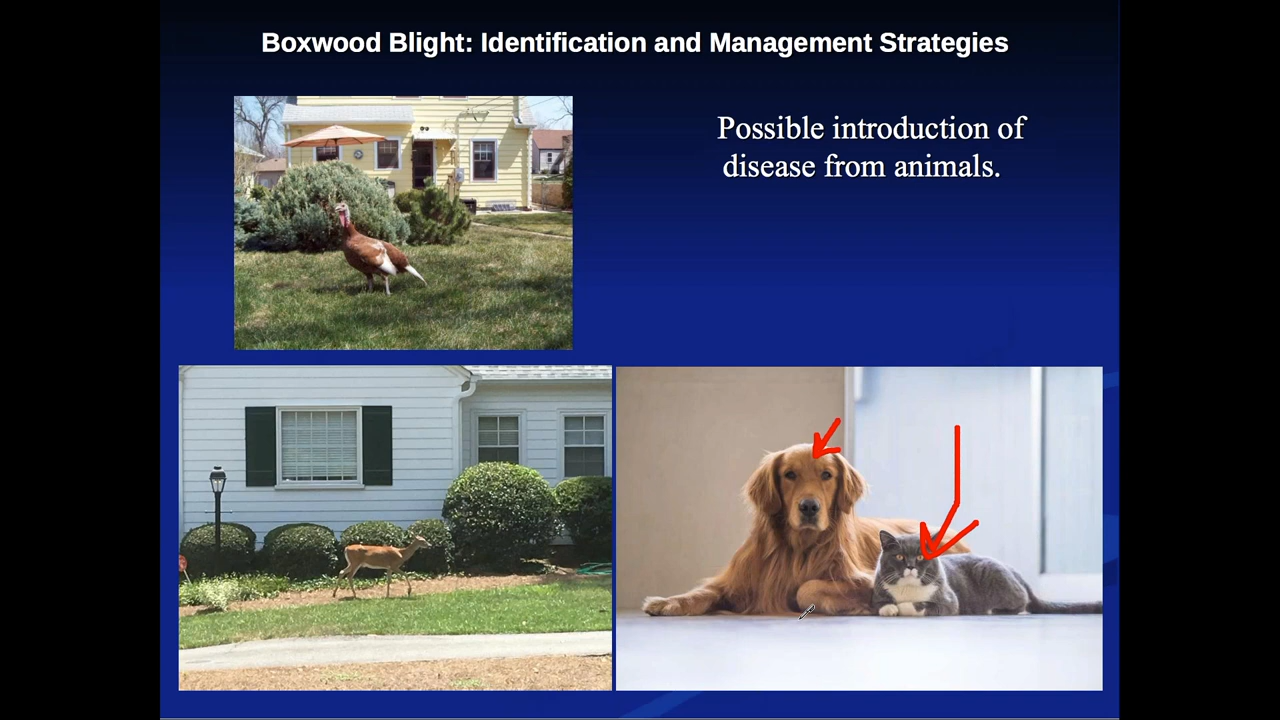 Boxwood Blight: Identification and Management Strategies
Possible introduction of
disease from animals.